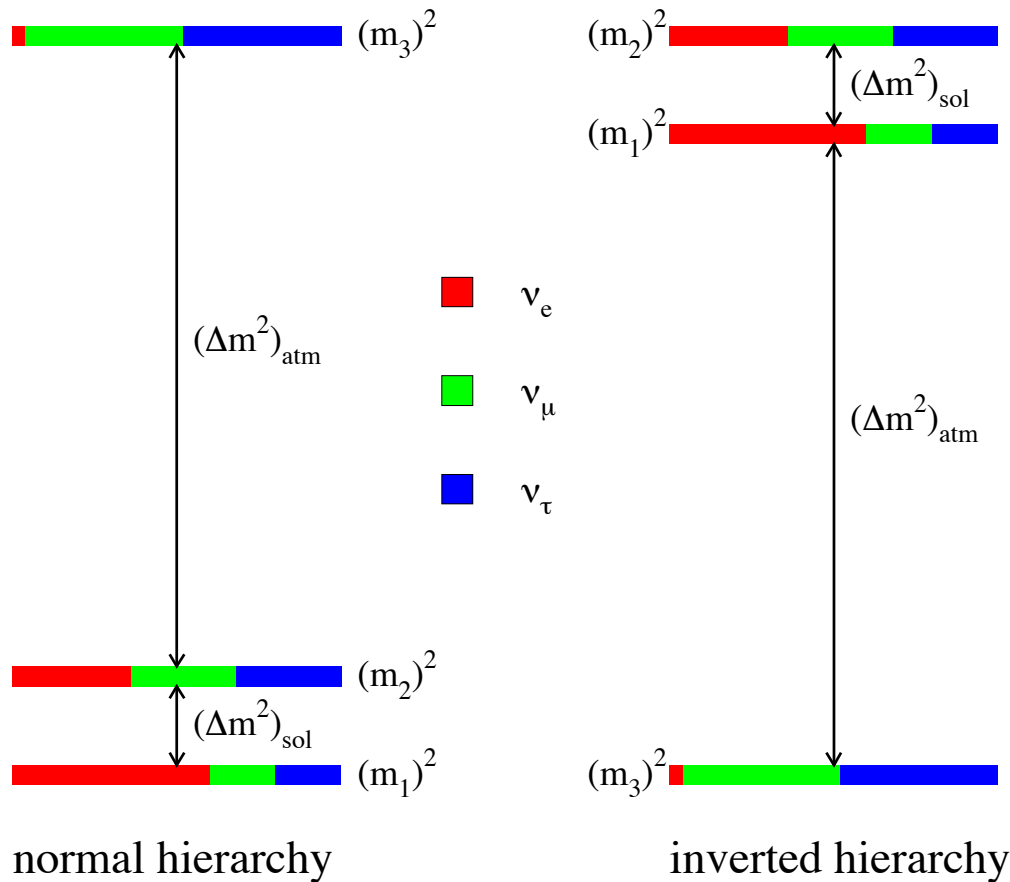 (m₃)²
(Δm²)atm
(m₂)²
(Δm²)sol
(m₁)²
normal hierarchy
νe
νμ
ντ
(m₂)²
(Δm²)sol
(m₁)²
(Δm²)atm
(m₃)²
inverted hierarchy